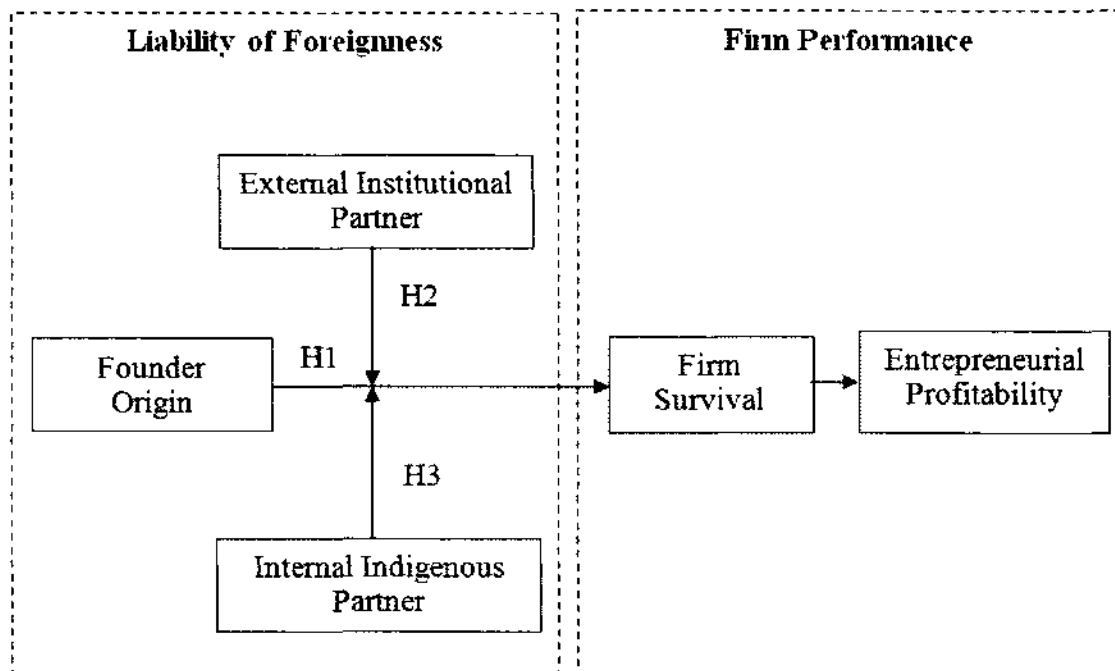 Liability of Foreignness
Firm Performance
External Institutional
Partner
H2
H1
Founder
Origin
Firm
Survival
Entrepreneurial
Profitability
H3
Internal Indigenous
Partner